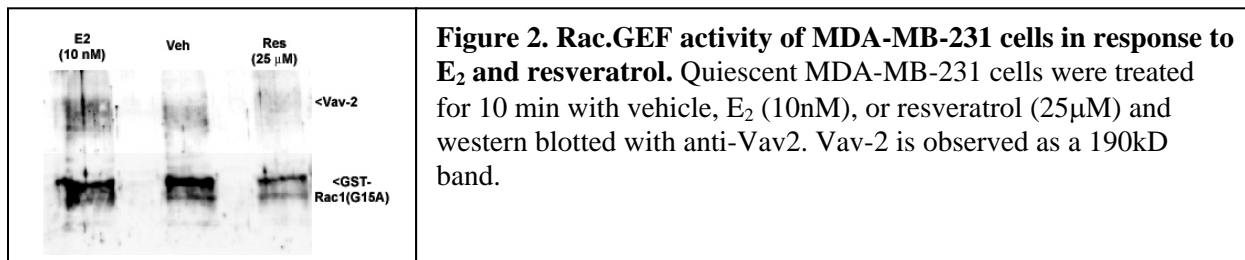 E2
(10 nM)
Veh
Res
(25 μM)
<Vav-2
<GST-
Rac1(G15A)
Figure 2. Rac.GEF activity of MDA-MB-231 cells in response to
E₂ and resveratrol. Quiescent MDA-MB-231 cells were treated
for 10 min with vehicle, E₂ (10nM), or resveratrol (25μM) and
western blotted with anti-Vav2. Vav-2 is observed as a 190kD
band.